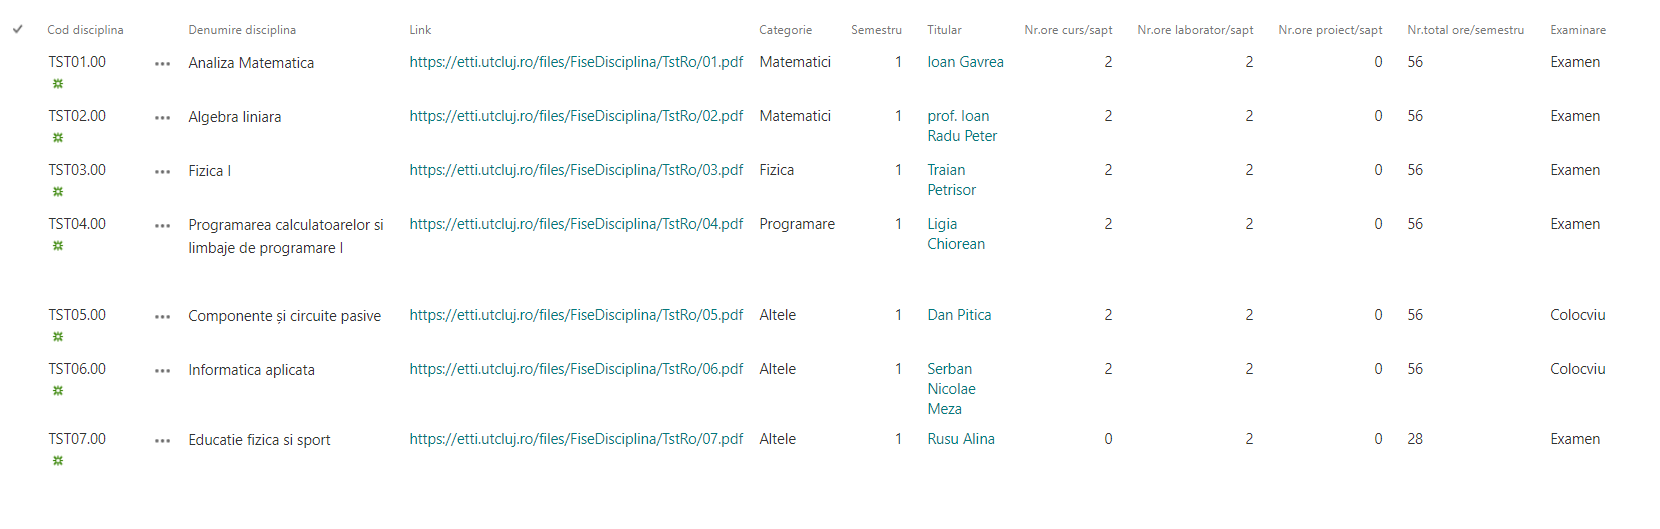 Cod disciplina Denumire disciplina Link Categorie Semestru Titular Nr.ore curs/sapt Nr.ore laborator/sapt Nr.ore proiect/sapt Nr.total ore/semestru Examinare
TST01.00 ••• Analiza Matematica https://etti.utcluj.ro/files/FiseDisciplina/TstRo/01.pdf Matematici 1 Ioan Gavrea 2 2 0 56 Examen
TST02.00 ••• Algebra liniara https://etti.utcluj.ro/files/FiseDisciplina/TstRo/02.pdf Matematici 1 prof. Ioan 2 2 0 56 Examen
Radu Peter
TST03.00 ••• Fizica I https://etti.utcluj.ro/files/FiseDisciplina/TstRo/03.pdf Fizica 1 Traian 2 2 0 56 Examen
Petrisor
TST04.00 ••• Programarea calculatoarelor si https://etti.utcluj.ro/files/FiseDisciplina/TstRo/04.pdf Programare 1 Ligia 2 2 0 56 Examen
limbaje de programare I Chiorean
TST05.00 ••• Componente și circuite pasive https://etti.utcluj.ro/files/FiseDisciplina/TstRo/05.pdf Altele 1 Dan Pitica 2 2 0 56 Colocviu
TST06.00 ••• Informatica aplicata https://etti.utcluj.ro/files/FiseDisciplina/TstRo/06.pdf Altele 1 Serban 2 2 0 56 Colocviu
Nicolae
Meza
TST07.00 ••• Educatie fizica si sport https://etti.utcluj.ro/files/FiseDisciplina/TstRo/07.pdf Altele 1 Rusu Alina 0 2 0 28 Examen